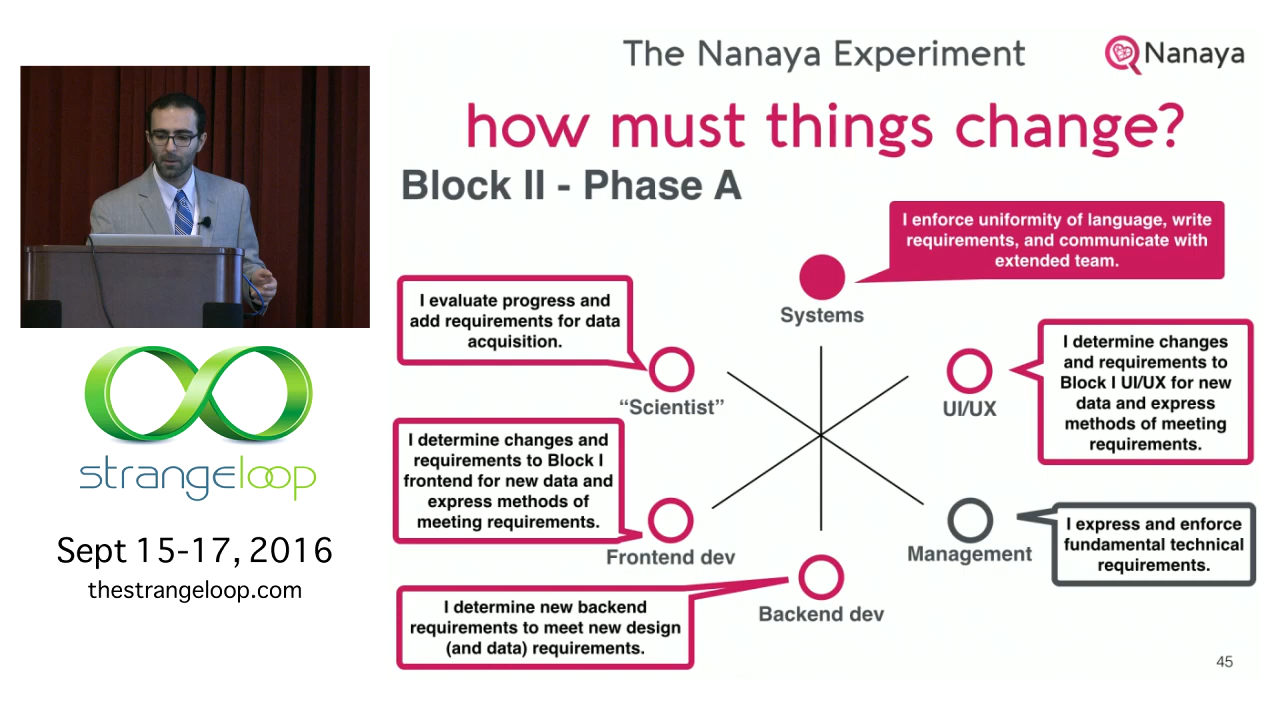 The Nanaya Experiment
Nanaya
how must things change?
Block II - Phase A
I enforce uniformity of language, write
requirements, and communicate with
extended team.
Systems
I evaluate progress and
add requirements for data
acquisition.
“Scientist”
I determine changes
and requirements to
Block I UI/UX for new
data and express
methods of meeting
requirements.
UI/UX
I determine changes and
requirements to Block I
frontend for new data and
express methods of
meeting requirements.
Frontend dev
I express and enforce
fundamental technical
requirements.
Management
I determine new backend
requirements to meet new design
(and data) requirements.
Backend dev
45
strangeloop
Sept 15-17, 2016
thestrangeloop.com